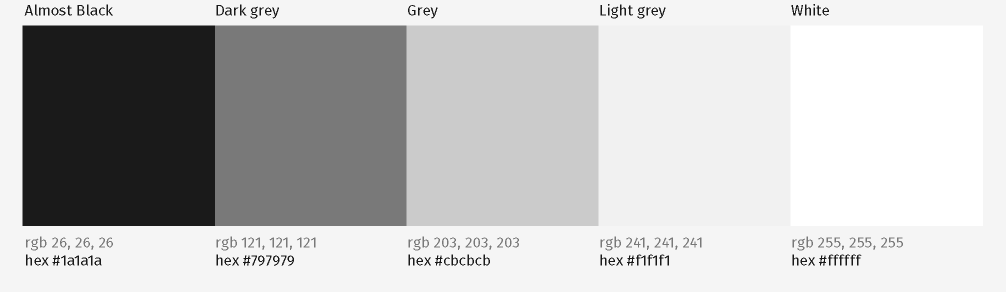 Almost Black
Dark grey
Grey
Light grey
White
rgb 26, 26, 26
hex #1a1a1a
rgb 121, 121, 121
hex #797979
rgb 203, 203, 203
hex #cbcbcb
rgb 241, 241, 241
hex #f1f1f1
rgb 255, 255, 255
hex #ffffff